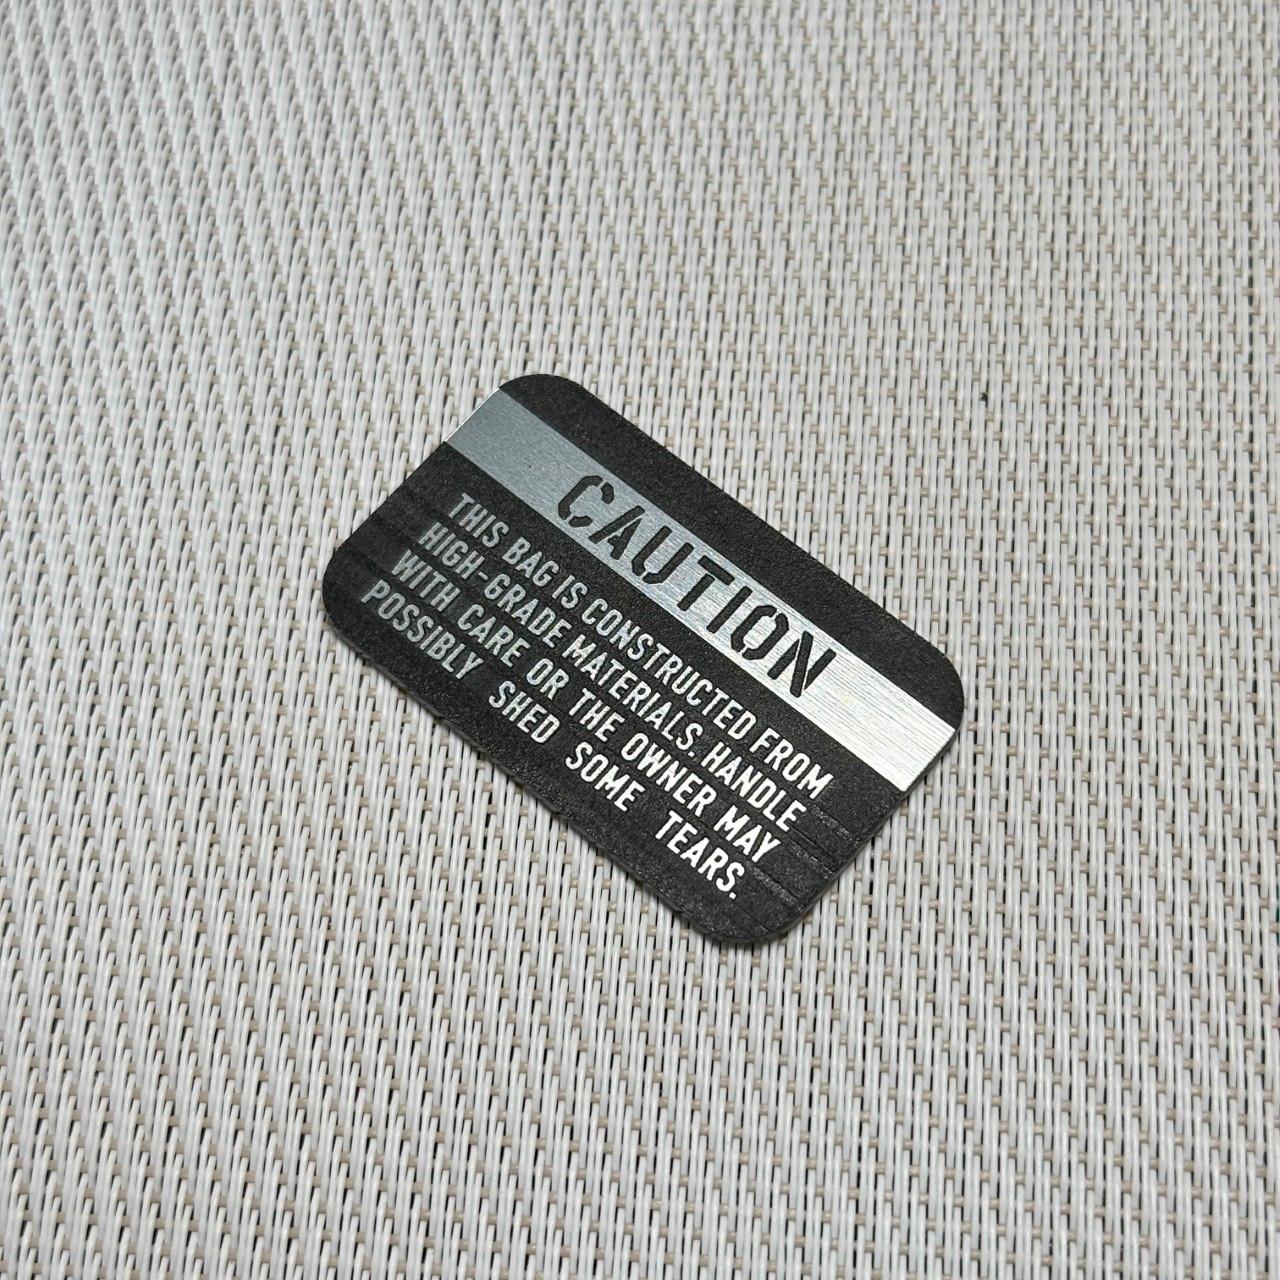 CAUTION
THIS BAG IS CONSTRUCTED FROM
HIGH-GRADE MATERIALS. HANDLE
WITH CARE OR THE OWNER MAY
POSSIBLY SHED SOME TEARS.